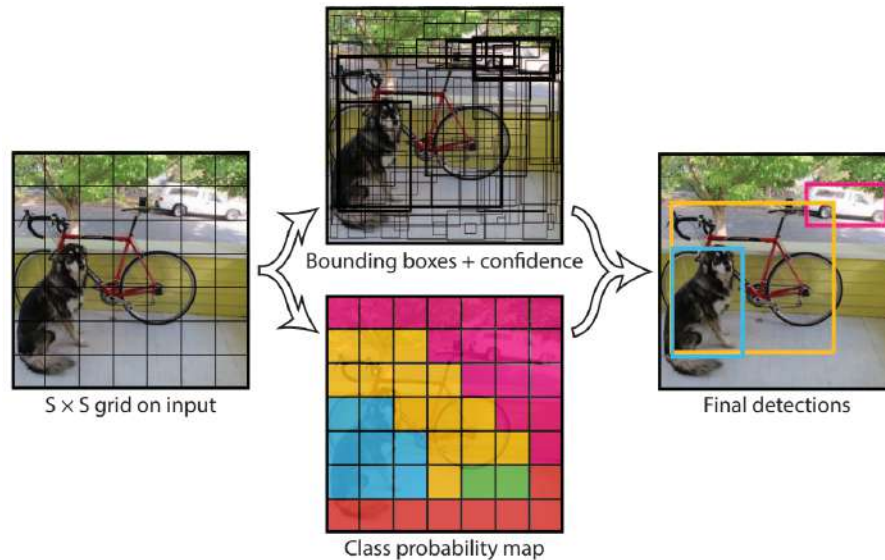 Bounding boxes + confidence
S × S grid on input
Final detections
Class probability map